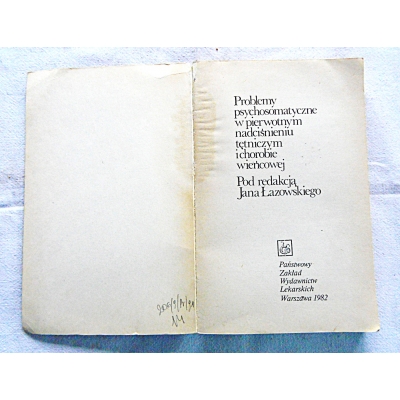 Problemy
psychosomatyczne
w pierwotnym
nadciśnieniu
tętniczym
i chorobie
wieńcowej
Pod redakcją
Jana Łazowskiego
Państwowy
Zakład
Wydawnictw
Lekarskich
Warszawa 1982